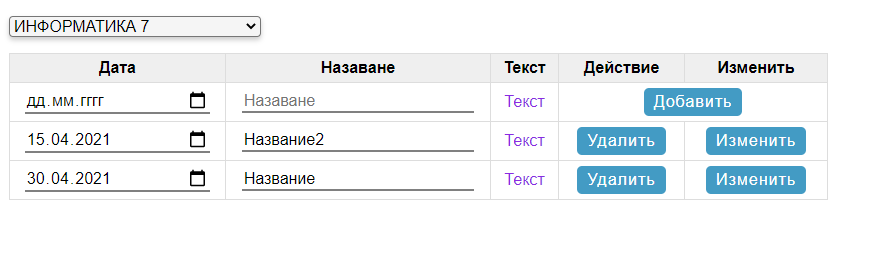 ИНФОРМАТИКА 7
Дата Назаване Текст Действие Изменить
дд.мм.гггг Назаване Текст Добавить
15.04.2021 Название2 Текст Удалить Изменить
30.04.2021 Название Текст Удалить Изменить